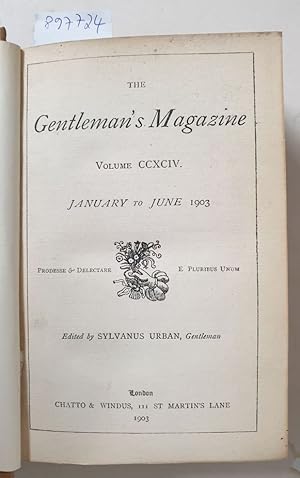 897724
THE
Gentleman's Magazine
VOLUME CCXCIV.
JANUARY TO JUNE 1903
PRODESSE & DELECTARE E PLURIBUS UNUM
Edited by SYLVANUS URBAN, Gentleman
London
CHATTO & WINDUS, 111 ST MARTIN'S LANE
1903